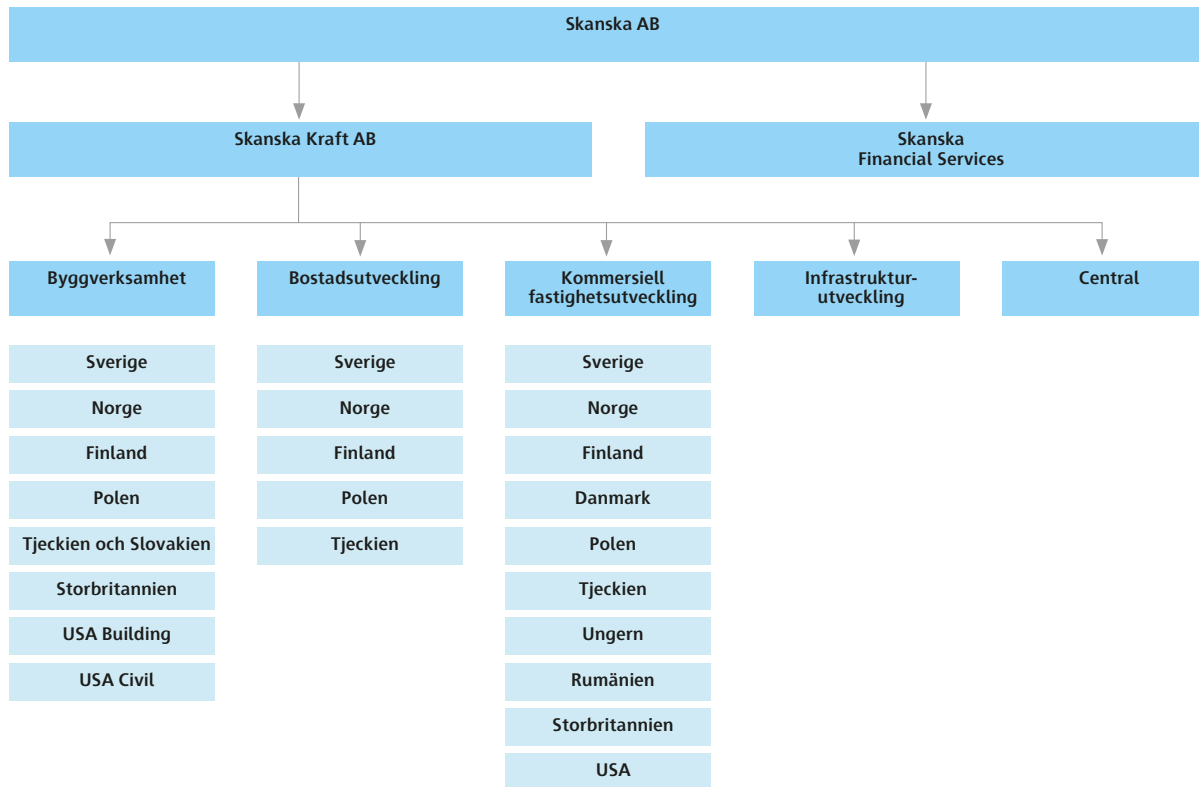 Skanska AB
Skanska Kraft AB
Skanska
Financial Services
Byggverksamhet
Bostadsutveckling
Kommersiell
fastighetsutveckling
Infrastruktur-
utveckling
Central
Sverige
Norge
Finland
Polen
Tjeckien och Slovakien
Storbritannien
USA Building
USA Civil
Sverige
Norge
Finland
Polen
Tjeckien
Sverige
Norge
Finland
Danmark
Polen
Tjeckien
Ungern
Rumänien
Storbritannien
USA